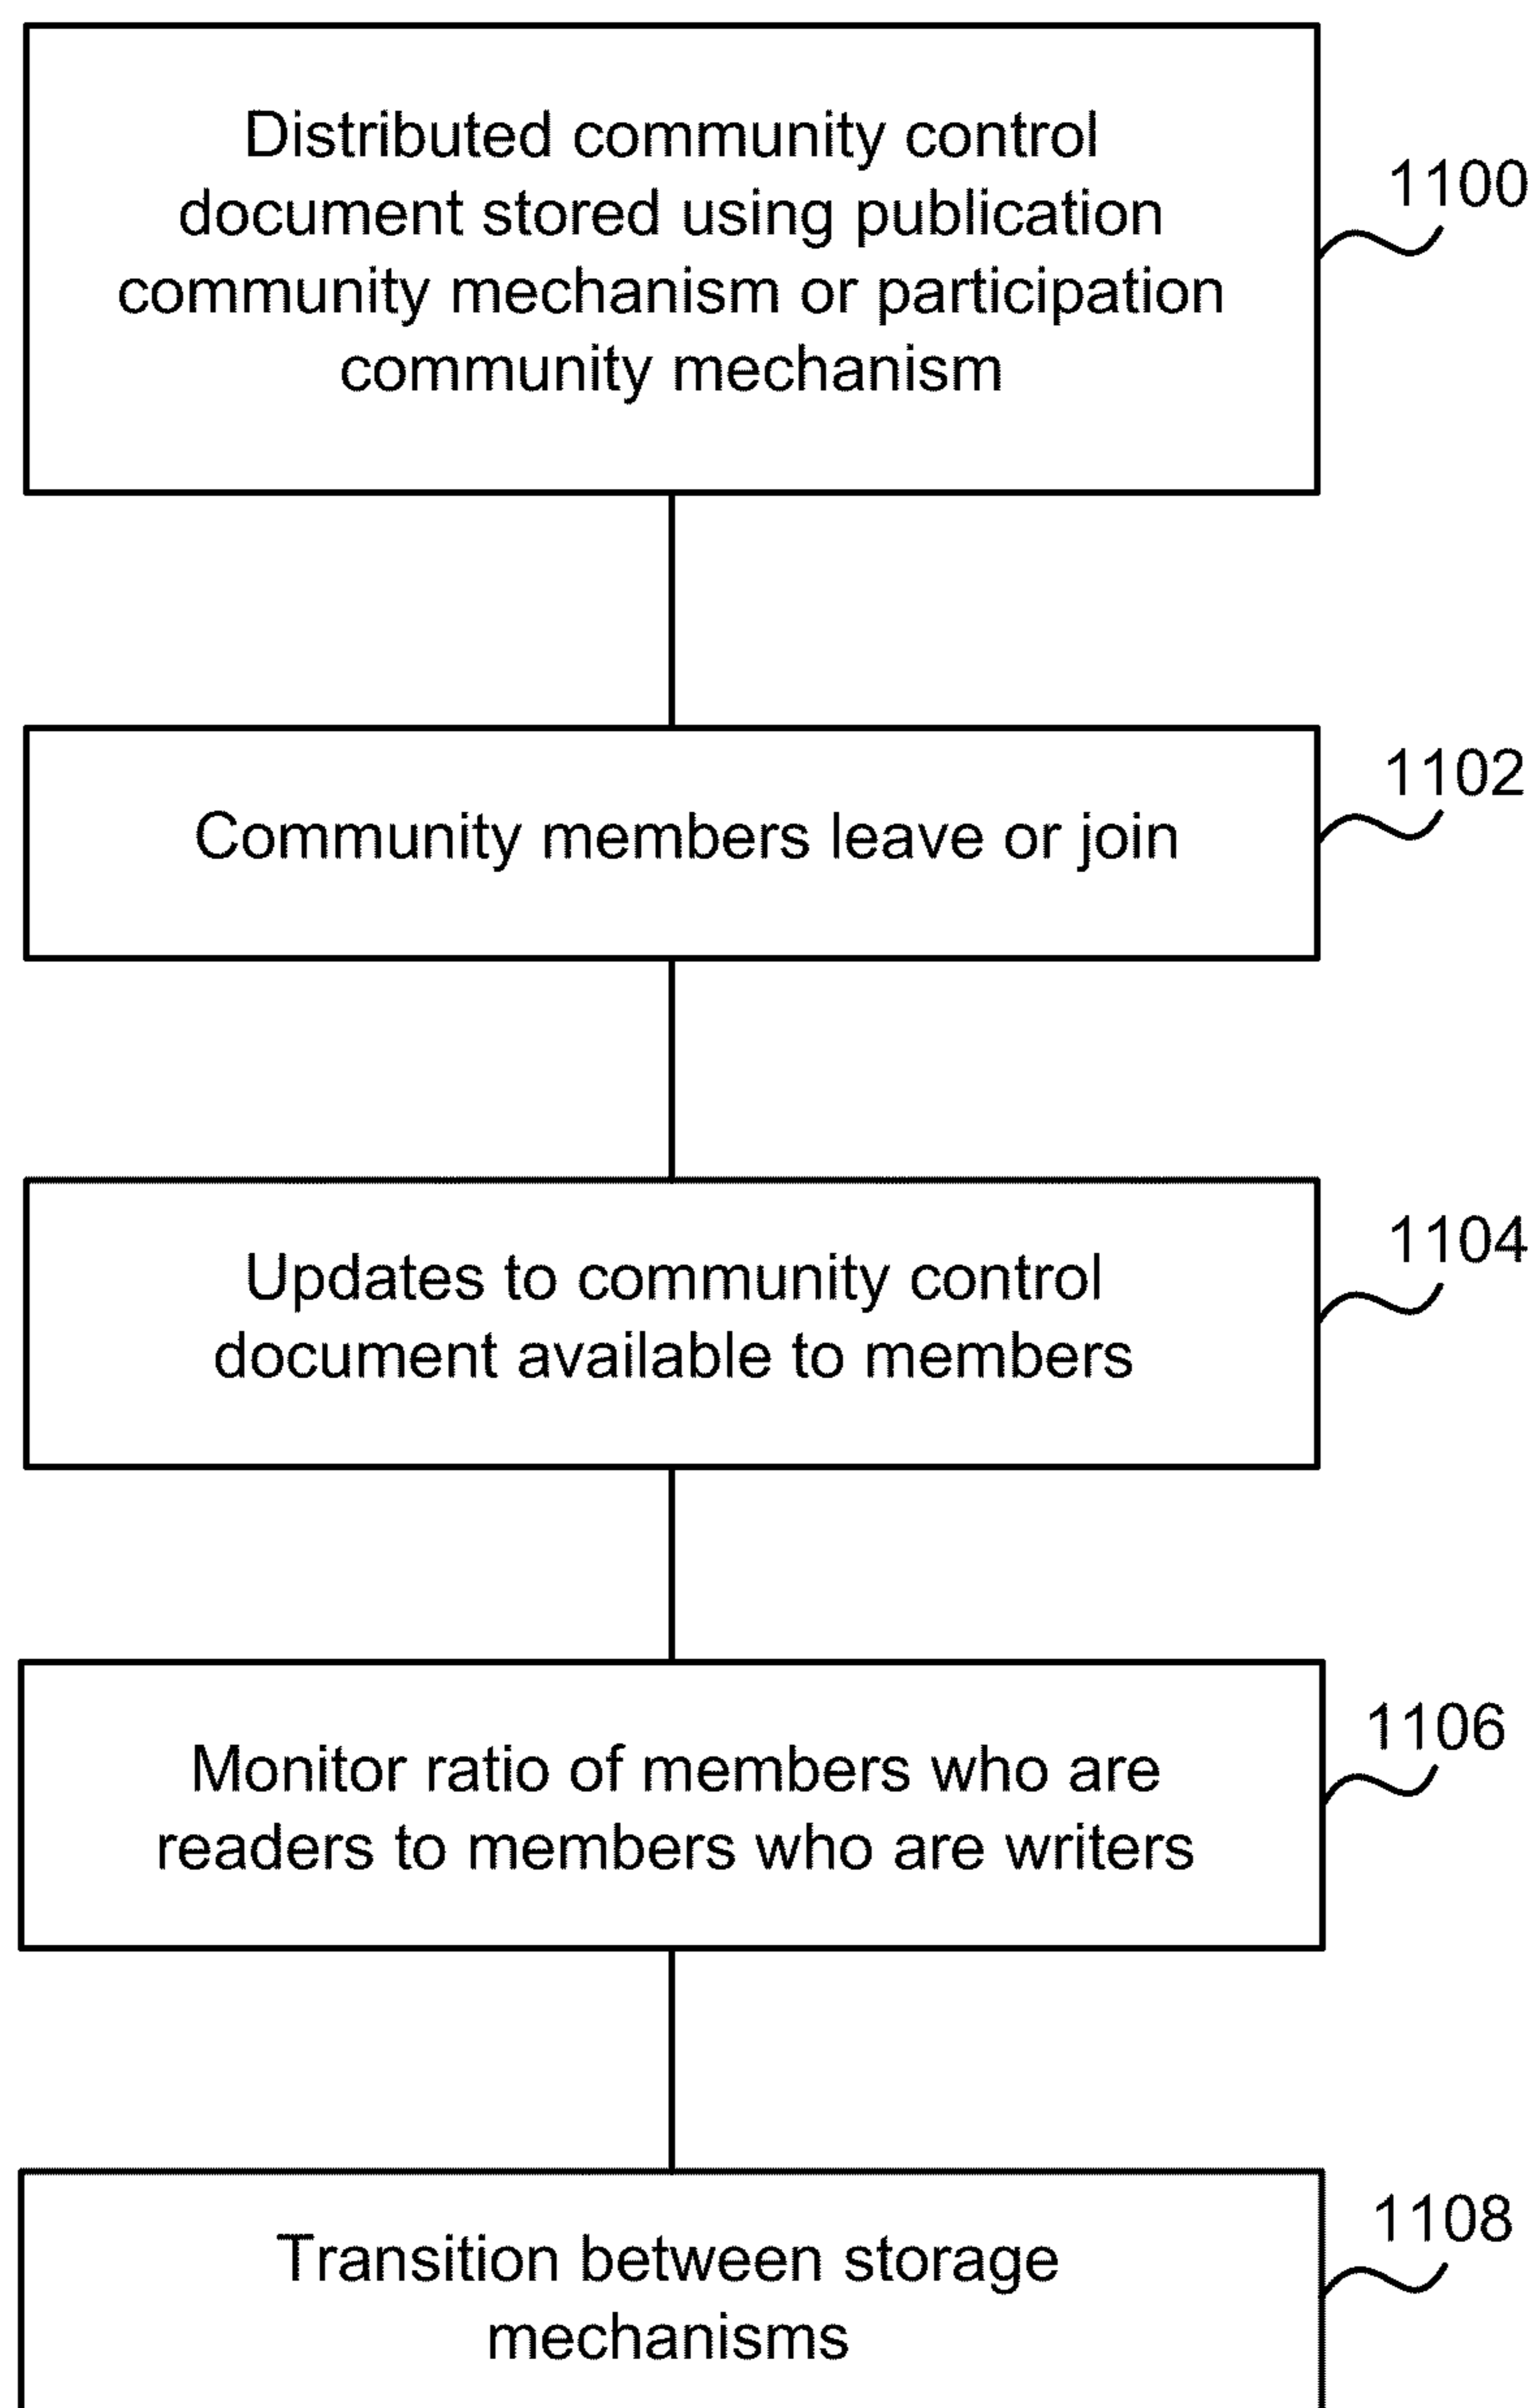 Distributed community control
document stored using publication
community mechanism or participation
community mechanism
1100
Community members leave or join
1102
Updates to community control
document available to members
1104
Monitor ratio of members who are
readers to members who are writers
1106
Transition between storage
mechanisms
1108